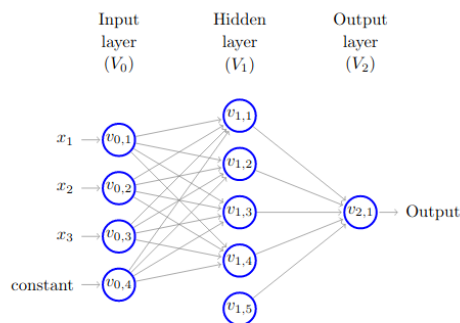 Input layer (V₀)
Hidden layer (V₁)
Output layer (V₂)
x₁
v₀,₁
x₂
v₀,₂
x₃
v₀,₃
constant
v₀,₄
v₁,₁
v₁,₂
v₁,₃
v₁,₄
v₁,₅
v₂,₁
Output